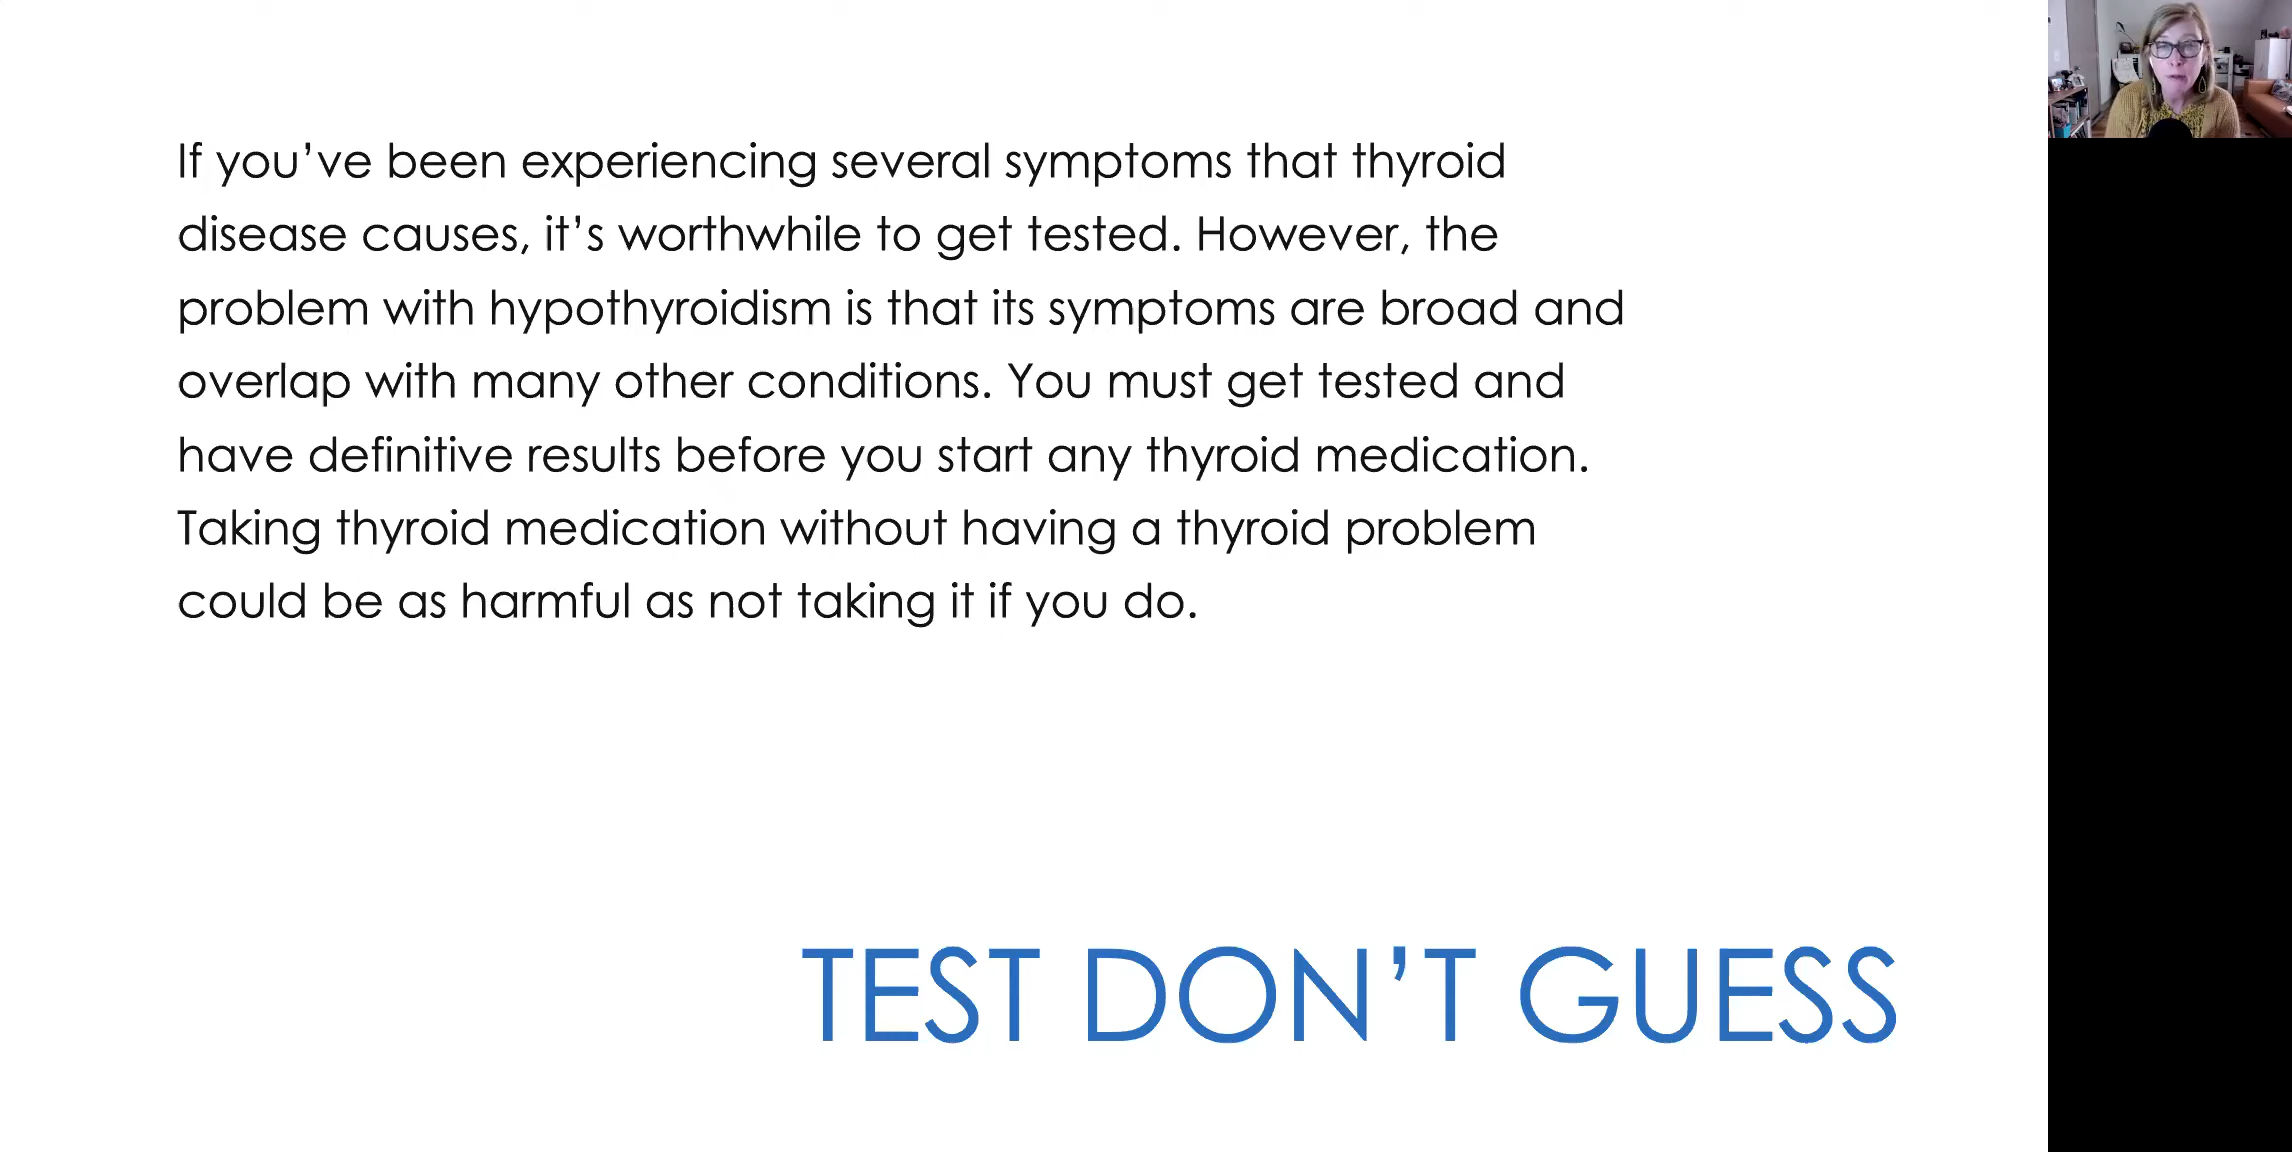 If you’ve been experiencing several symptoms that thyroid
disease causes, it’s worthwhile to get tested. However, the
problem with hypothyroidism is that its symptoms are broad and
overlap with many other conditions. You must get tested and
have definitive results before you start any thyroid medication.
Taking thyroid medication without having a thyroid problem
could be as harmful as not taking it if you do.
TEST DON’T GUESS